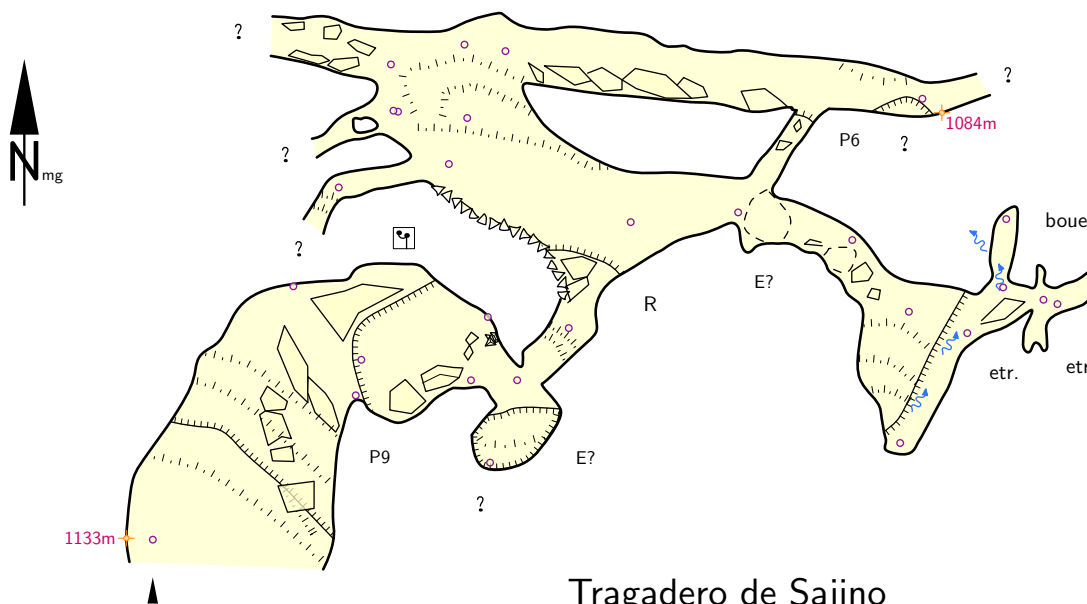 ?
?
1084m
P6
?
?
N mg
boue
?
E?
R
etr.
etr
P9
E?
?
1133m
Tragadero de Sajino